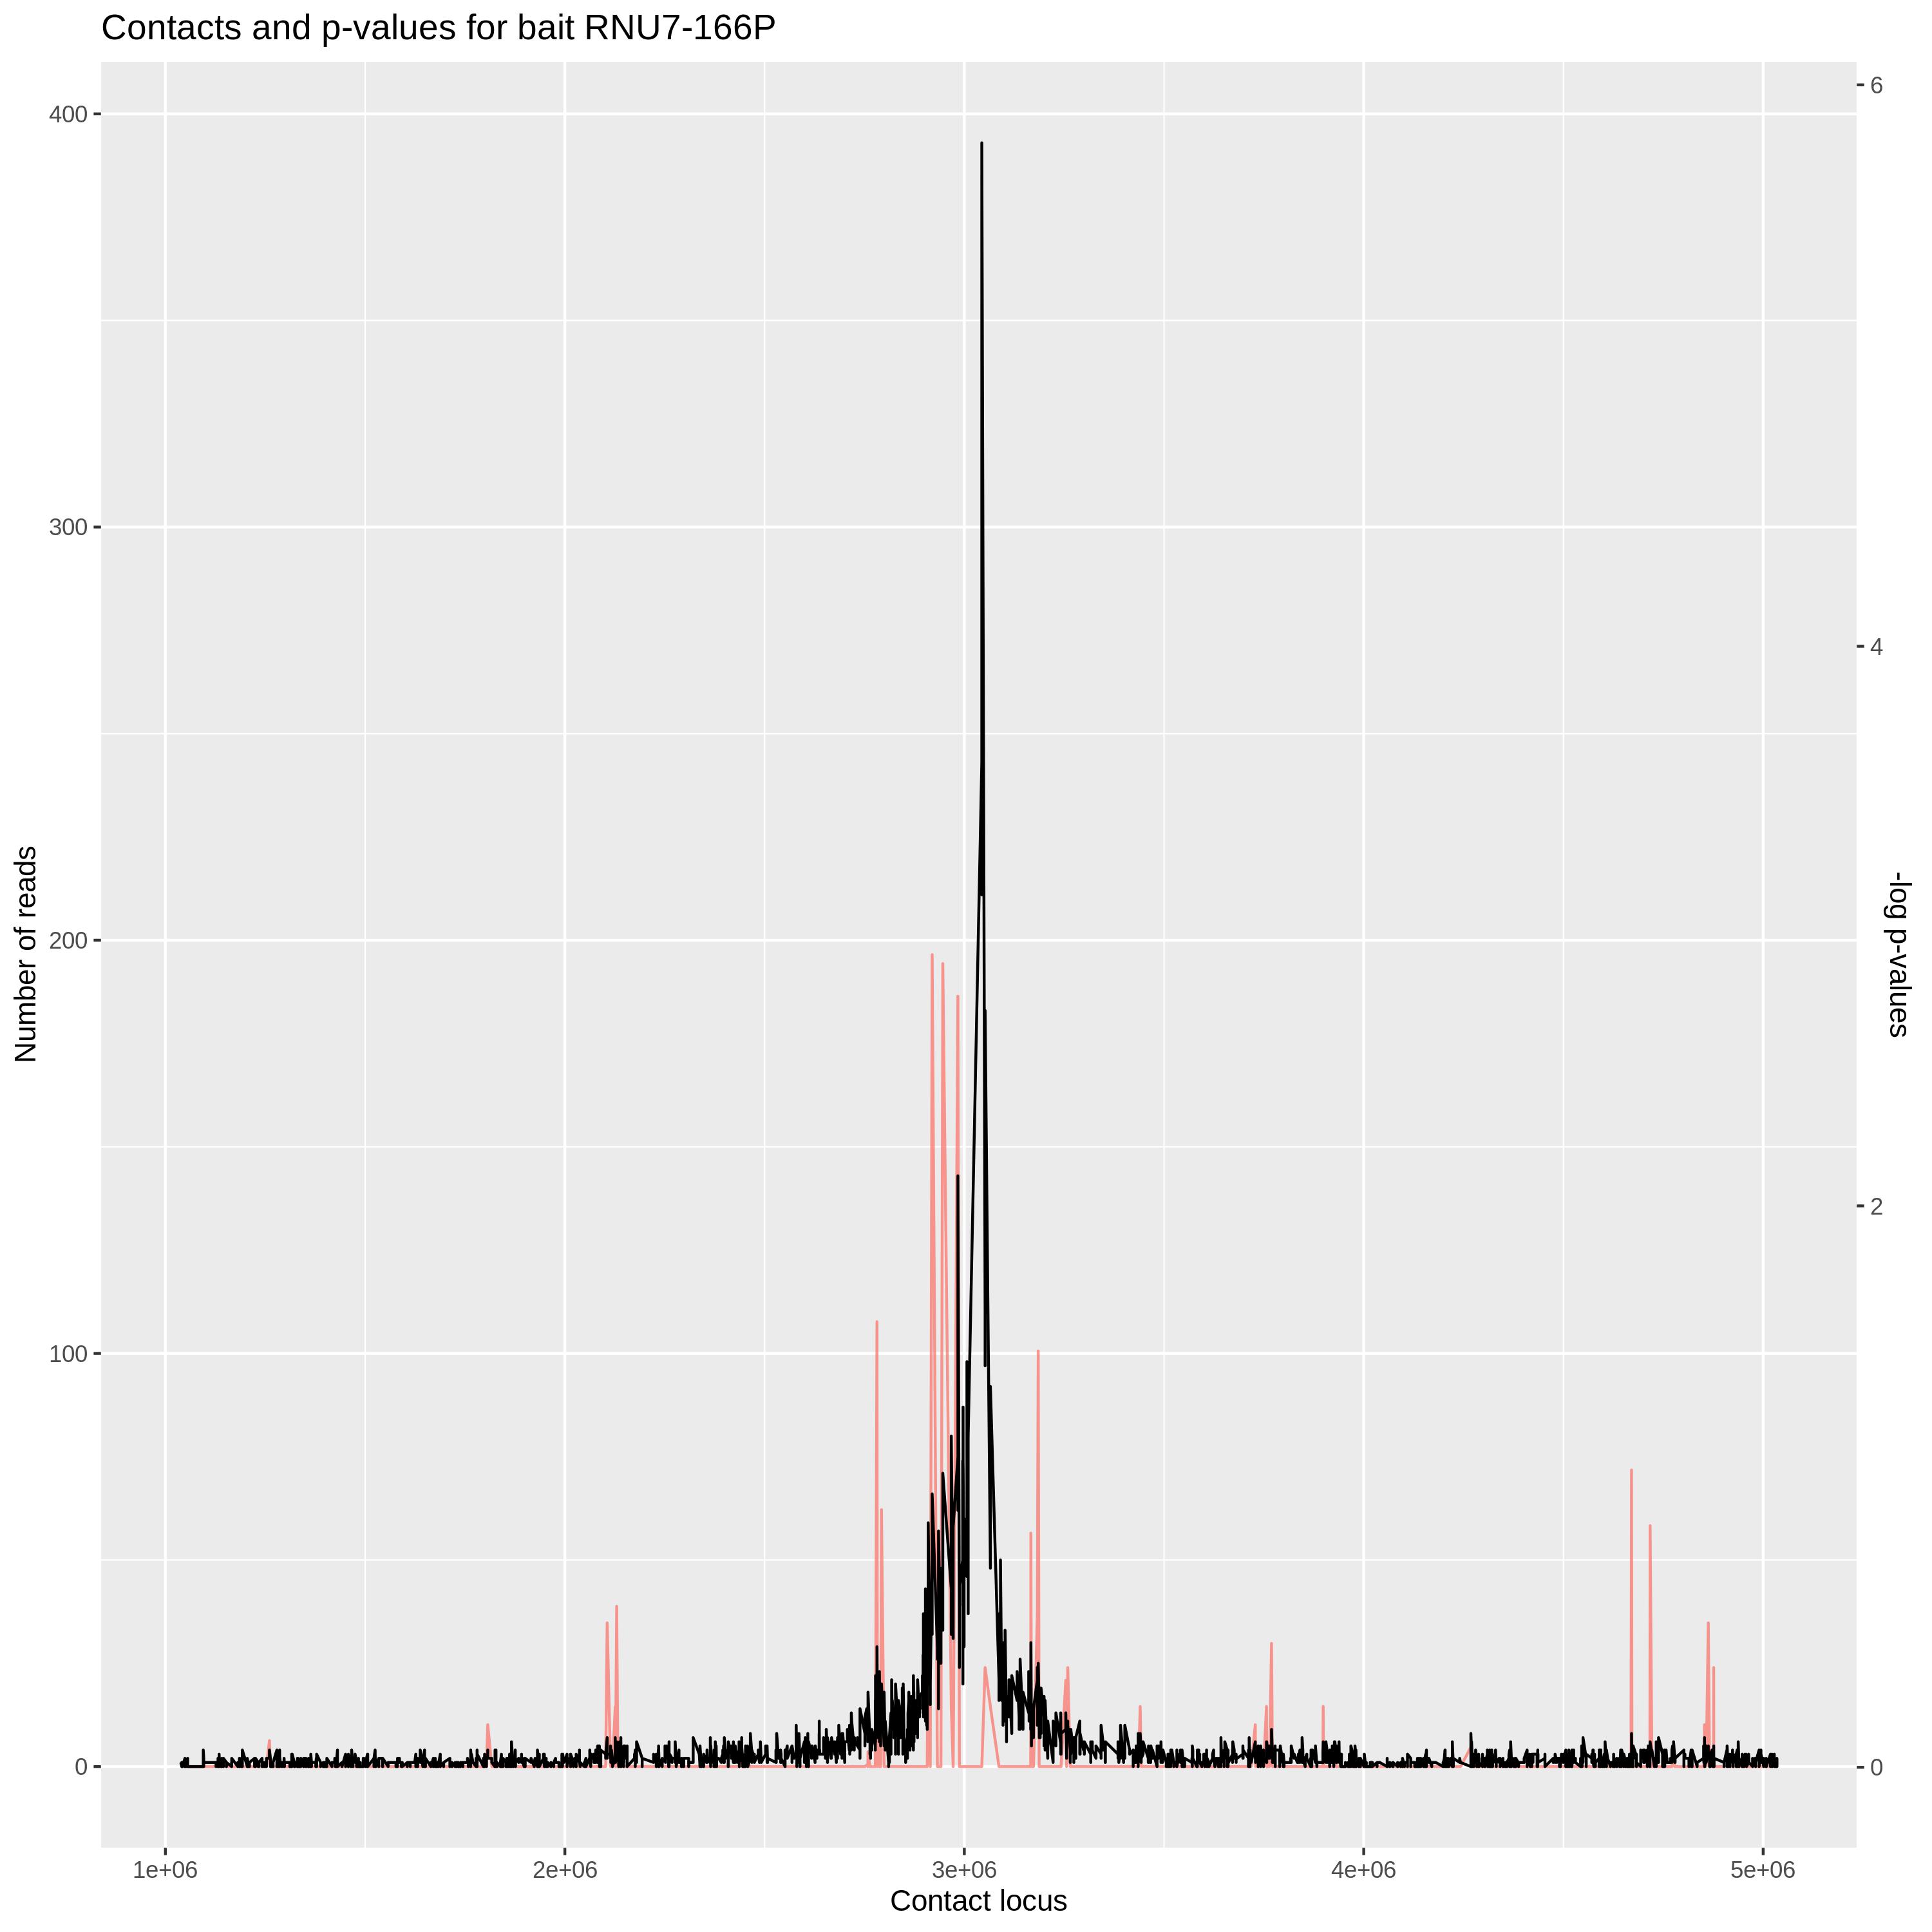 Contacts and p-values for bait RNU7-166P
400
300
200
100
0
6
4
2
0
Number of reads
-log p-values
1e+06
2e+06
3e+06
4e+06
5e+06
Contact locus